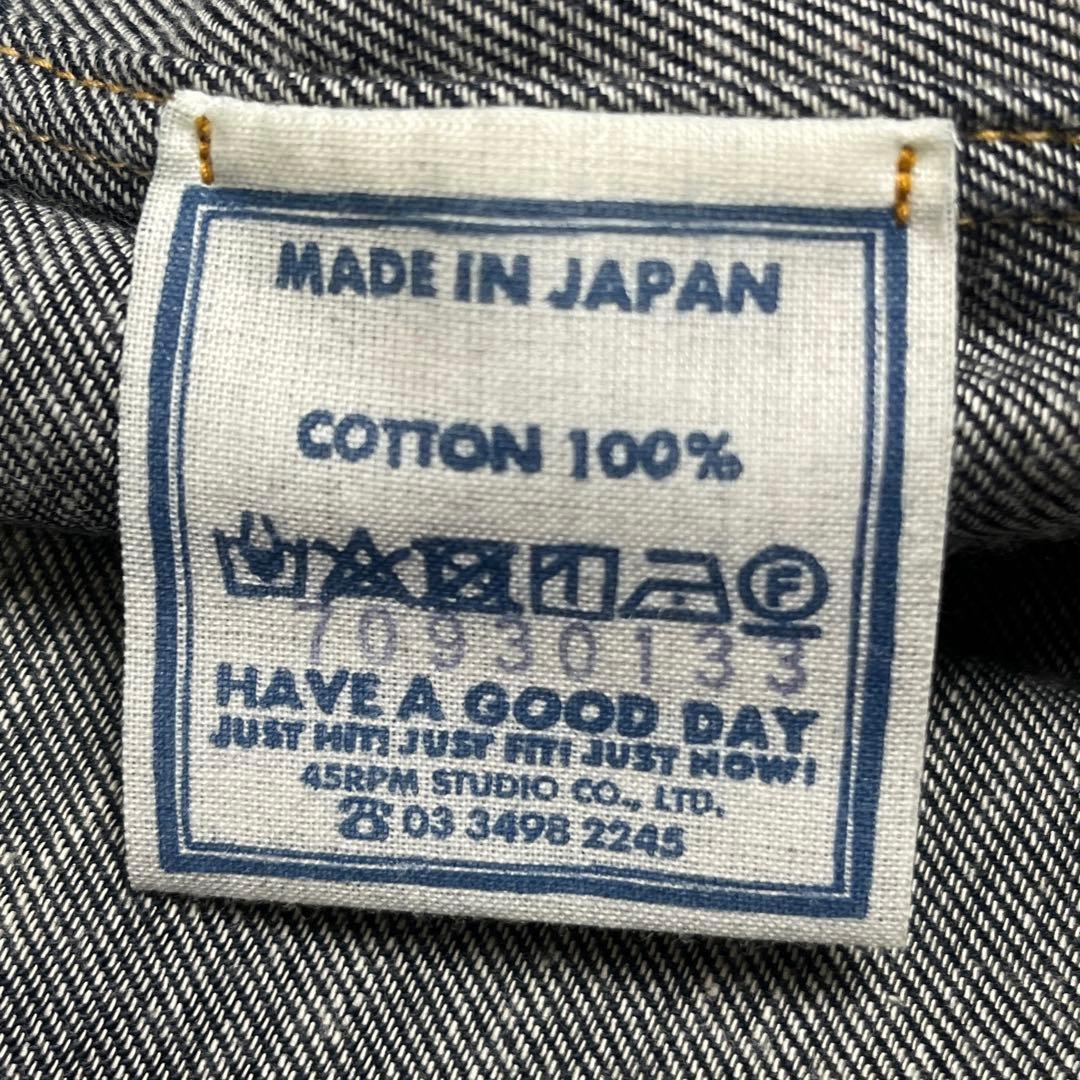 MADE IN JAPAN
COTTON 100%
F
70930133
HAVE A GOOD DAY
JUST HIT! JUST FIT! JUST NOW!
45RPM STUDIO CO., LTD.
☎ 03 3498 2245